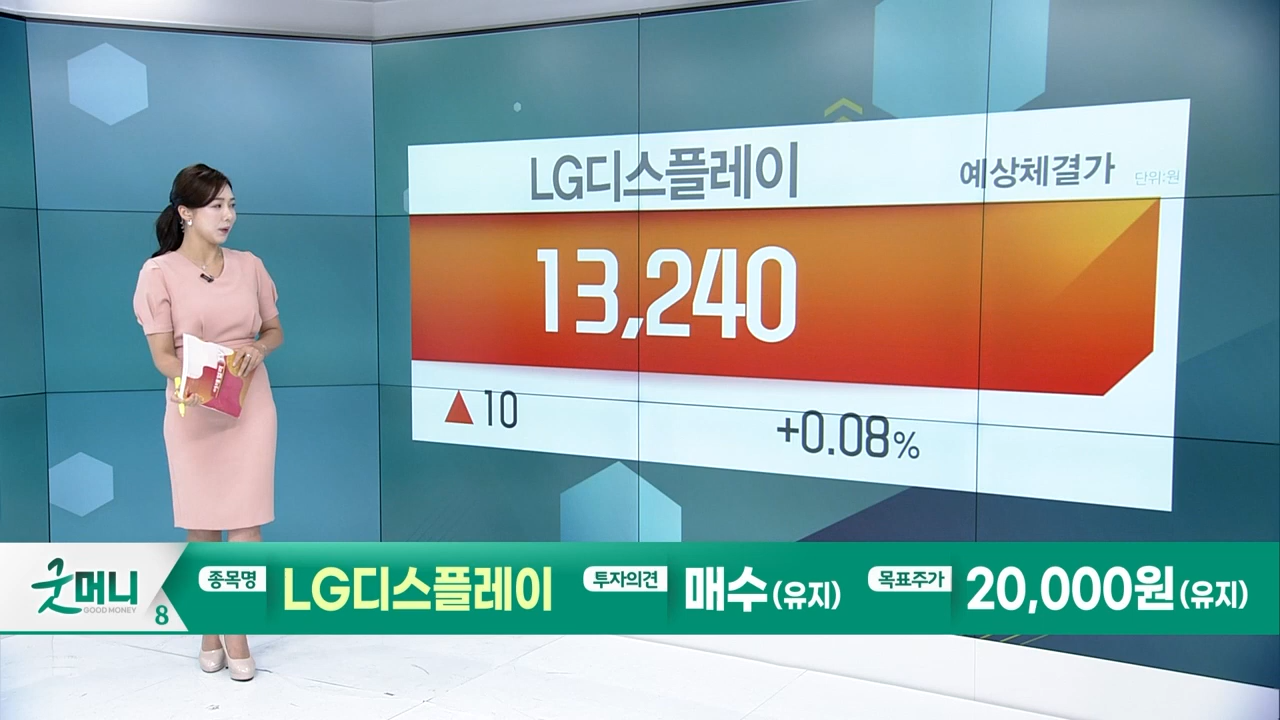 LG디스플레이
예상체결가
단위:원
13,240
▲10
+0.08%
굿머니
GOOD MONEY
8
종목명
LG디스플레이
투자의견
매수(유지)
목표주가
20,000원(유지)